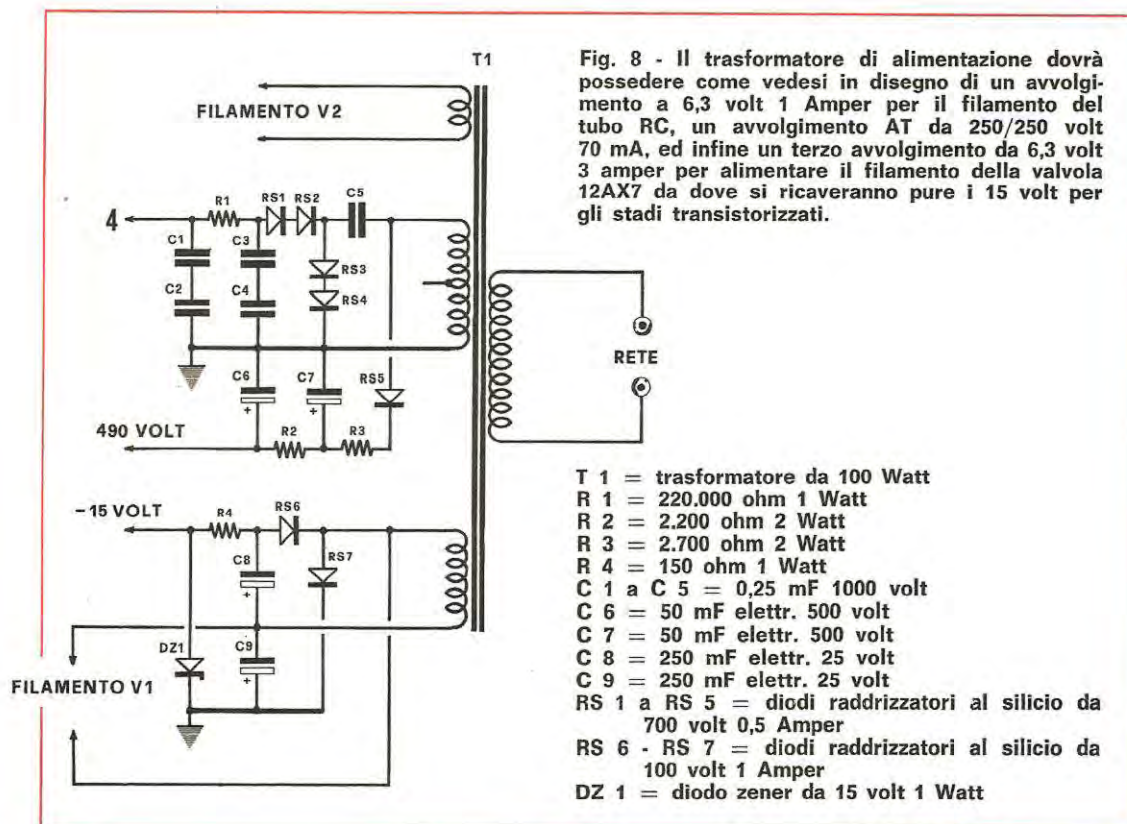 T1
Fig. 8 - Il trasformatore di alimentazione dovrà
possedere come vedesi in disegno di un avvolgi-
mento a 6,3 volt 1 Amper per il filamento del
tubo RC, un avvolgimento AT da 250/250 volt
70 mA, ed infine un terzo avvolgimento da 6,3 volt
3 amper per alimentare il filamento della valvola
12AX7 da dove si ricaveranno pure i 15 volt per
gli stadi transistorizzati.
FILAMENTO V2
4
R1
RS1
RS2
C5
C1
C3
RS3
C2
C4
RS4
RETE
C6
C7
RS5
+
+
490 VOLT
R2
R3
-15 VOLT
R4
RS6
C8
RS7
+
DZ1
C9
+
FILAMENTO V1
T 1 = trasformatore da 100 Watt
R 1 = 220.000 ohm 1 Watt
R 2 = 2.200 ohm 2 Watt
R 3 = 2.700 ohm 2 Watt
R 4 = 150 ohm 1 Watt
C 1 a C 5 = 0,25 mF 1000 volt
C 6 = 50 mF elettr. 500 volt
C 7 = 50 mF elettr. 500 volt
C 8 = 250 mF elettr. 25 volt
C 9 = 250 mF elettr. 25 volt
RS 1 a RS 5 = diodi raddrizzatori al silicio da
700 volt 0,5 Amper
RS 6 - RS 7 = diodi raddrizzatori al silicio da
100 volt 1 Amper
DZ 1 = diodo zener da 15 volt 1 Watt